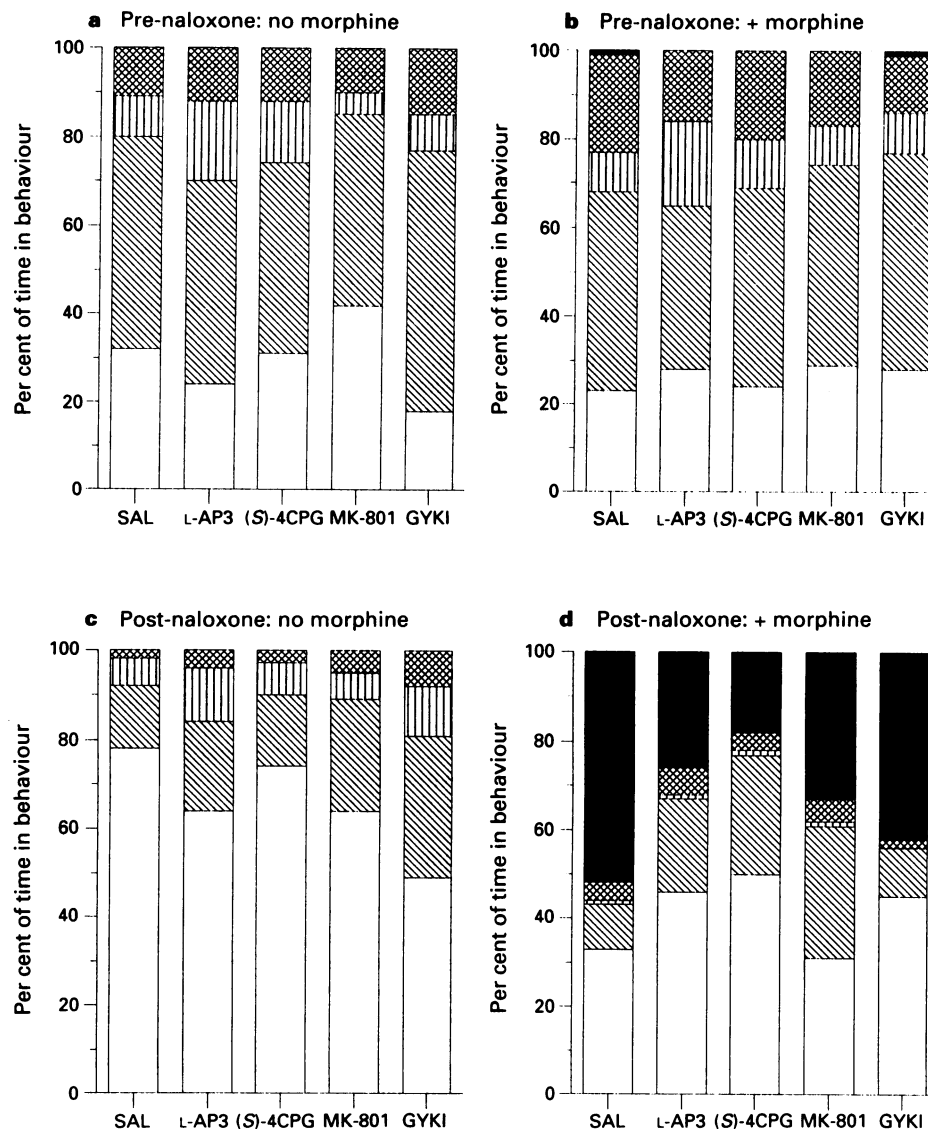 a Pre-naloxone: no morphine
Per cent of time in behaviour
100
80
60
40
20
0
SAL L-AP3 (S)-4CPG MK-801 GYKI
b Pre-naloxone: + morphine
Per cent of time in behaviour
100
80
60
40
20
0
SAL L-AP3 (S)-4CPG MK-801 GYKI
c Post-naloxone: no morphine
Per cent of time in behaviour
100
80
60
40
20
0
SAL L-AP3 (S)-4CPG MK-801 GYKI
d Post-naloxone: + morphine
Per cent of time in behaviour
100
80
60
40
20
0
SAL L-AP3 (S)-4CPG MK-801 GYKI